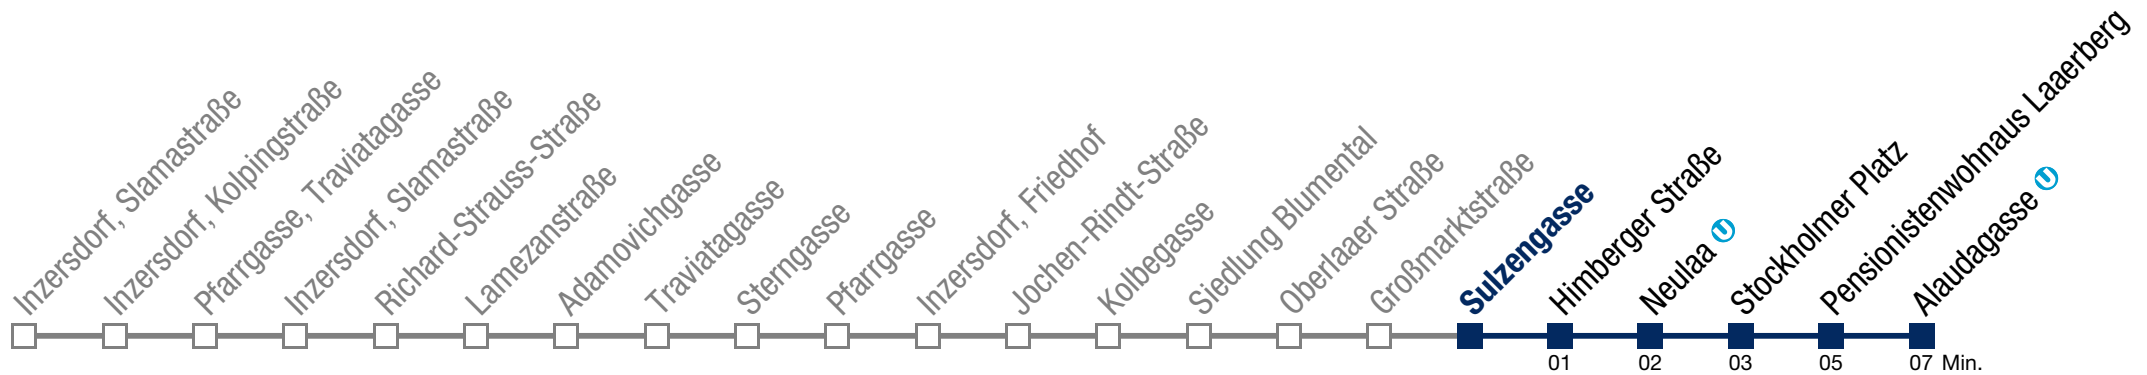 Inzersdorf, Slamastraße
Inzersdorf, Kolpingstraße
Pfarrgasse, Traviatagasse
Inzersdorf, Slamastraße
Richard-Strauss-Straße
Lamezanstraße
Adamovichgasse
Traviatagasse
Sterngasse
Pfarrgasse
Inzersdorf, Friedhof
Jochen-Rindt-Straße
Kolbegasse
Siedlung Blumental
Oberlaaer Straße
Großmarktstraße
Sulzengasse
Himberger Straße
Neulaa U
Stockholmer Platz
Pensionistenwohnhaus Laaerberg
Alaudagasse U
01 02 03 05 07 Min.